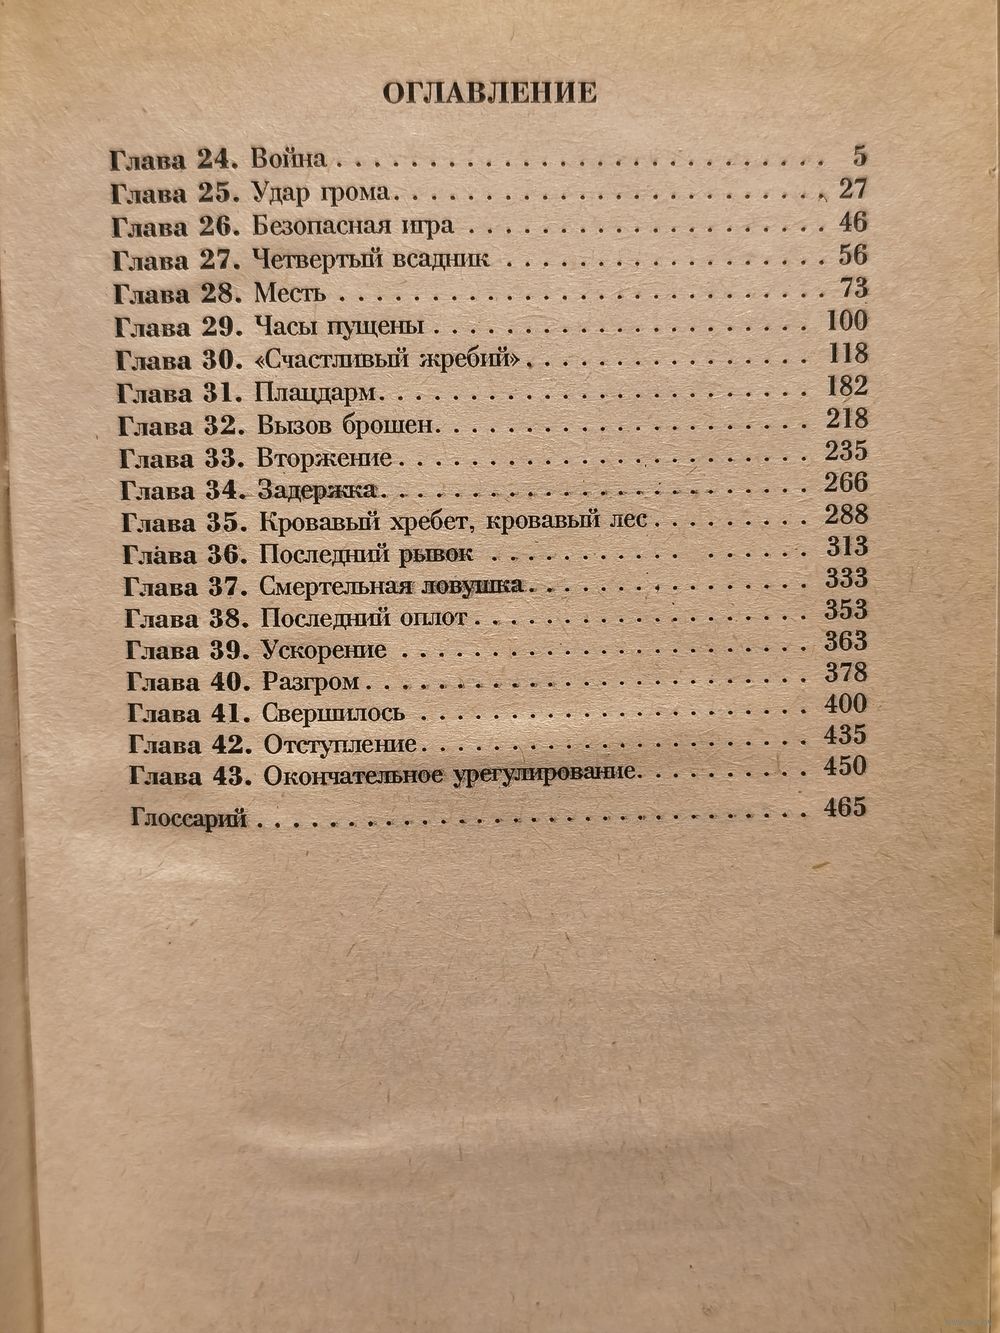 ОГЛАВЛЕНИЕ
Глава 24. Война . . . . . . . . . . . . . . . . . . . . . . . . . . . 5
Глава 25. Удар грома. . . . . . . . . . . . . . . . . . . . . . . . 27
Глава 26. Безопасная игра . . . . . . . . . . . . . . . . . . . . 46
Глава 27. Четвертый всадник . . . . . . . . . . . . . . . . . . 56
Глава 28. Месть . . . . . . . . . . . . . . . . . . . . . . . . . . . 73
Глава 29. Часы пущены . . . . . . . . . . . . . . . . . . . . . 100
Глава 30. «Счастливый жребий». . . . . . . . . . . . . . . . 118
Глава 31. Плацдарм. . . . . . . . . . . . . . . . . . . . . . . . 182
Глава 32. Вызов брошен. . . . . . . . . . . . . . . . . . . . . 218
Глава 33. Вторжение . . . . . . . . . . . . . . . . . . . . . . . 235
Глава 34. Задержка. . . . . . . . . . . . . . . . . . . . . . . . 266
Глава 35. Кровавый хребет, кровавый лес . . . . . . . . . 288
Глава 36. Последний рывок . . . . . . . . . . . . . . . . . . 313
Глава 37. Смертельная ловушка. . . . . . . . . . . . . . . . 333
Глава 38. Последний оплот . . . . . . . . . . . . . . . . . . . 353
Глава 39. Ускорение . . . . . . . . . . . . . . . . . . . . . . . 363
Глава 40. Разгром . . . . . . . . . . . . . . . . . . . . . . . . . 378
Глава 41. Свершилось . . . . . . . . . . . . . . . . . . . . . . 400
Глава 42. Отступление. . . . . . . . . . . . . . . . . . . . . . 435
Глава 43. Окончательное урегулирование. . . . . . . . . . 450
Глоссарий . . . . . . . . . . . . . . . . . . . . . . . . . . . . . . . 465